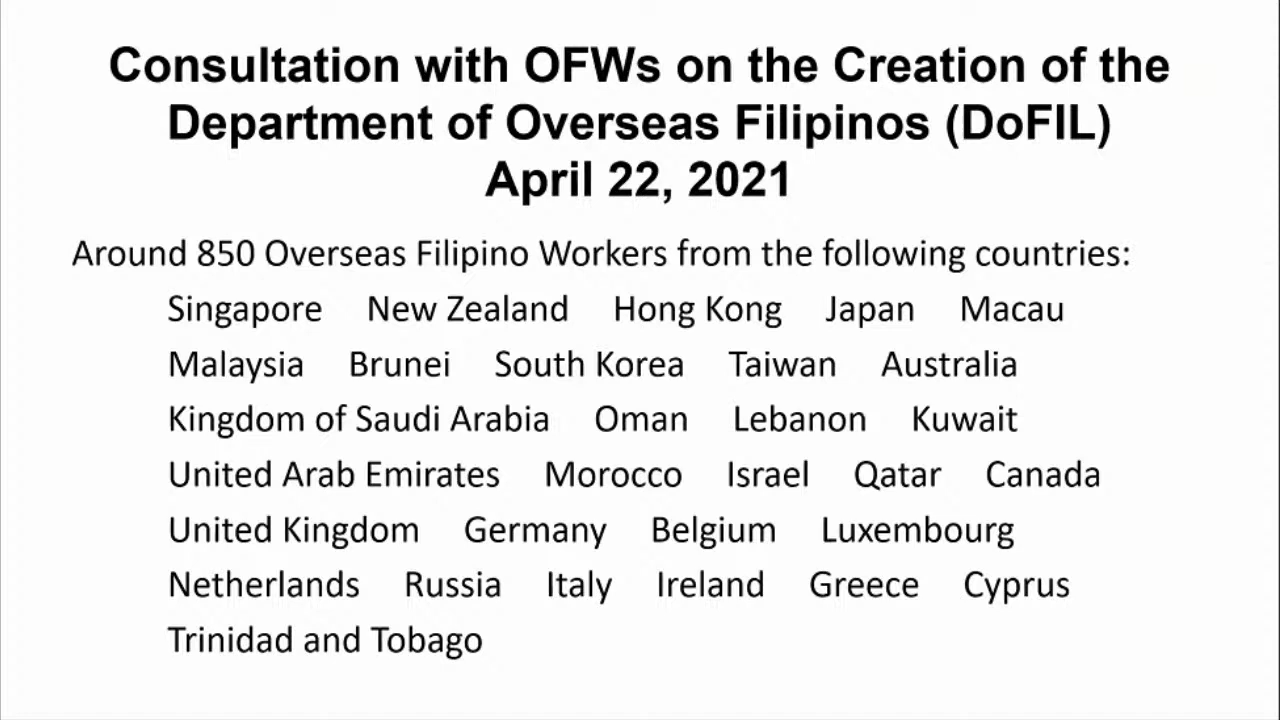 Consultation with OFWs on the Creation of the
Department of Overseas Filipinos (DoFIL)
April 22, 2021
Around 850 Overseas Filipino Workers from the following countries:
Singapore New Zealand Hong Kong Japan Macau
Malaysia Brunei South Korea Taiwan Australia
Kingdom of Saudi Arabia Oman Lebanon Kuwait
United Arab Emirates Morocco Israel Qatar Canada
United Kingdom Germany Belgium Luxembourg
Netherlands Russia Italy Ireland Greece Cyprus
Trinidad and Tobago